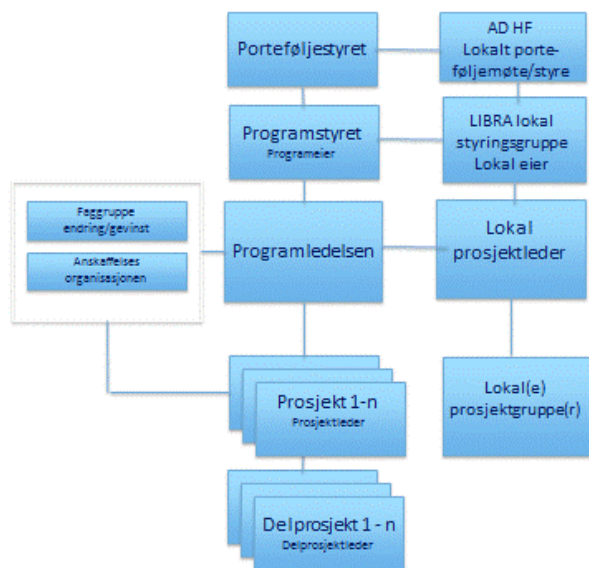 Porteføljestyret
AD HF
Lokalt porte-
føljemøte/styre
Programstyret
Programeier
LIBRA lokal
styringsgruppe
Lokal eier
Faggruppe
endring/gevinst
Anskaffelses
organisasjonen
Programledelsen
Lokal
prosjektleder
Prosjekt 1-n
Prosjektleder
Lokal(e)
prosjektgruppe(r)
Delprosjekt 1 - n
Delprosjektleder